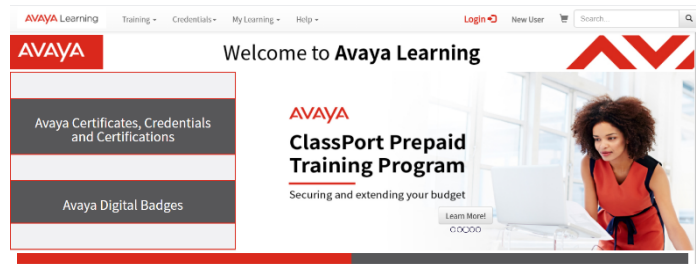 AVAYA Learning Training Credentials My Learning Help Login New User Search...
AVAYA Welcome to Avaya Learning
Avaya Certificates, Credentials
and Certifications
Avaya Digital Badges
AVAYA
ClassPort Prepaid
Training Program
Securing and extending your budget
Learn More!